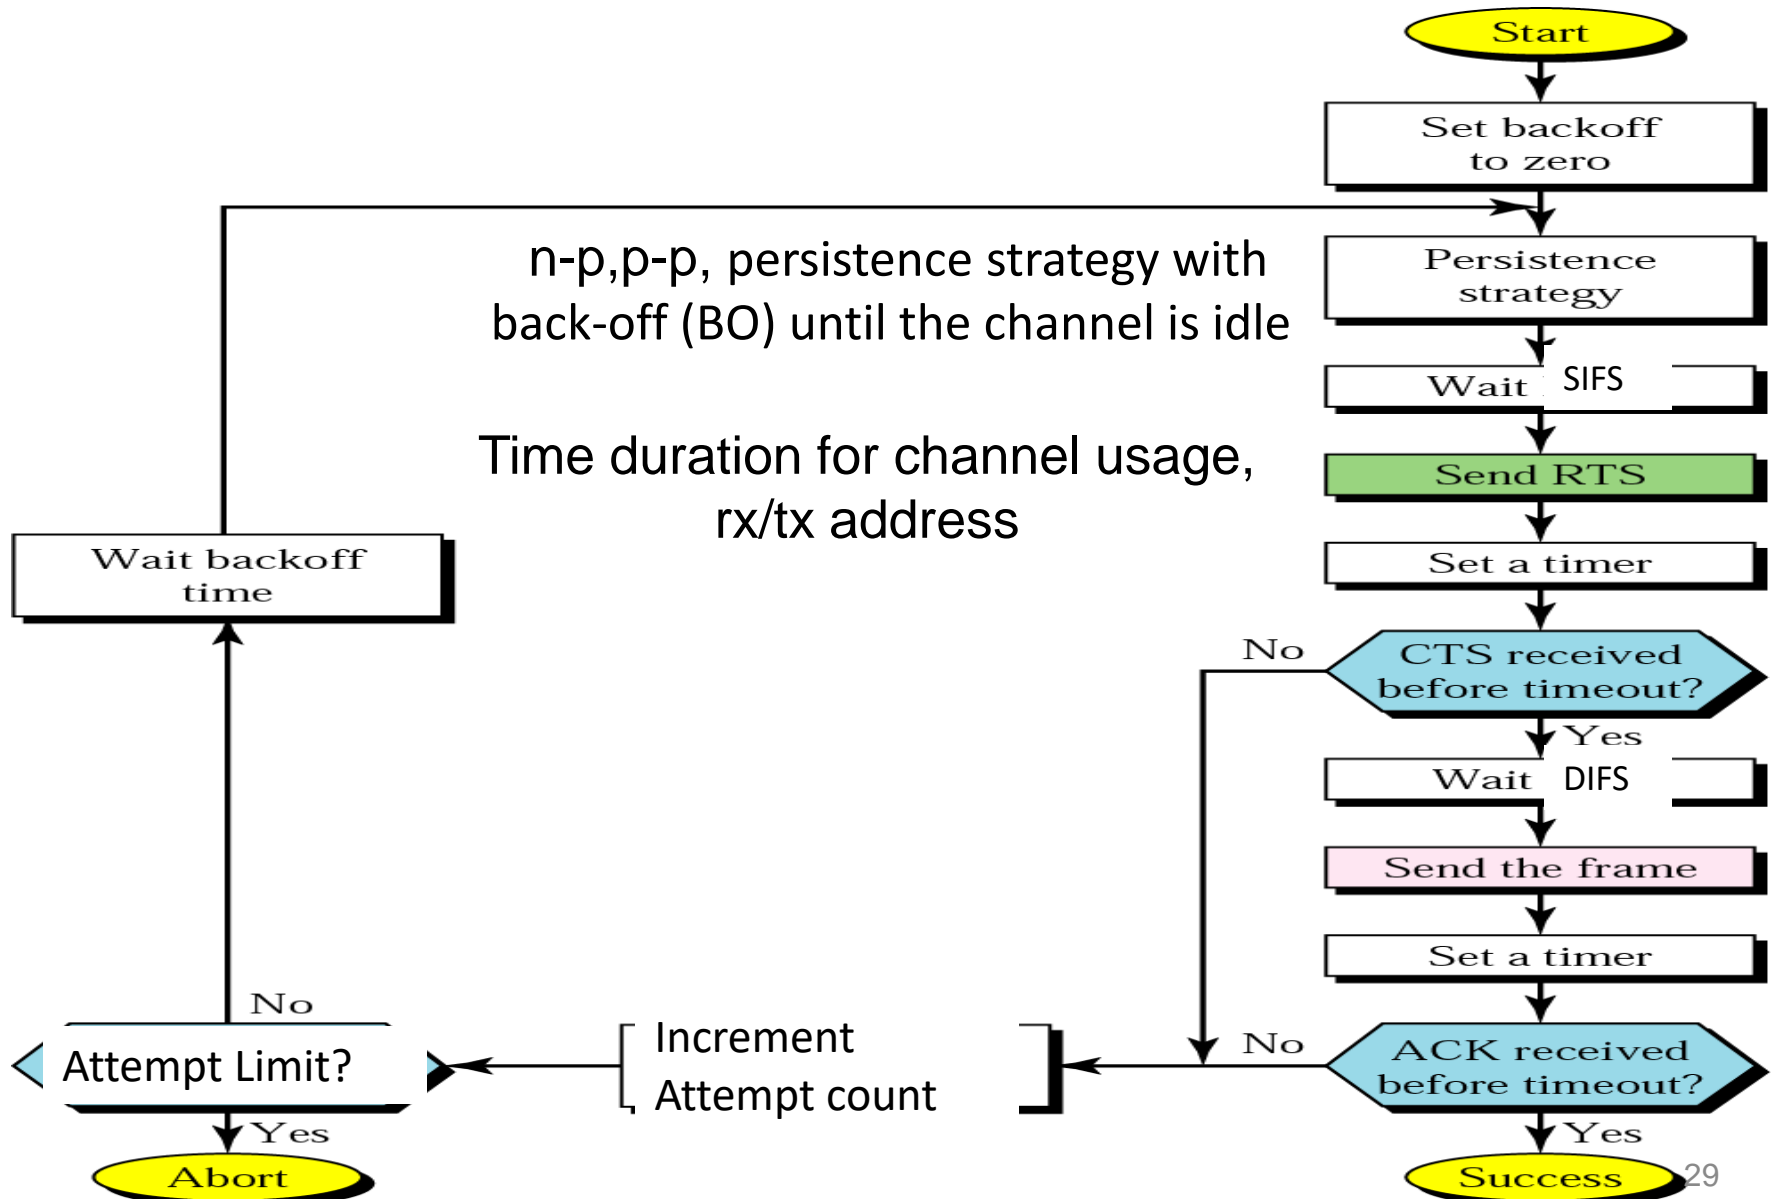 Start
Set backoff
to zero
n-p,p-p, persistence strategy with
back-off (BO) until the channel is idle
Persistence
strategy
Wait SIFS
Time duration for channel usage,
rx/tx address
Send RTS
Wait backoff
time
Set a timer
No
CTS received
before timeout?
Yes
Wait DIFS
Send the frame
Set a timer
No
Attempt Limit?
Increment
Attempt count
No
ACK received
before timeout?
Yes
Yes
Abort
Success
29